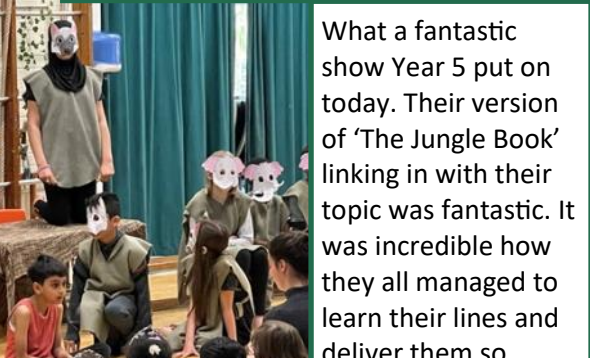 What a fantastic
show Year 5 put on
today. Their version
of ‘The Jungle Book’
linking in with their
topic was fantastic. It
was incredible how
they all managed to
learn their lines and
deliver them so